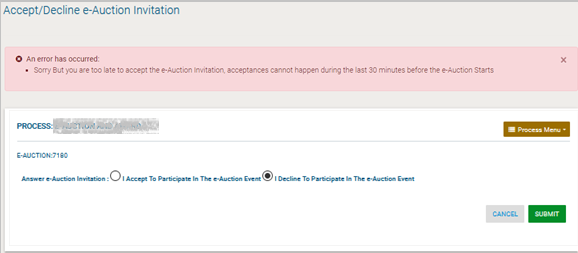 Accept/Decline e-Auction Invitation
An error has occurred:
Sorry But you are too late to accept the e-Auction Invitation, acceptances cannot happen during the last 30 minutes before the e-Auction Starts
PROCESS:
Process Menu
E-AUCTION:7180
Answer e-Auction Invitation : I Accept To Participate In The e-Auction Event I Decline To Participate In The e-Auction Event
CANCEL SUBMIT